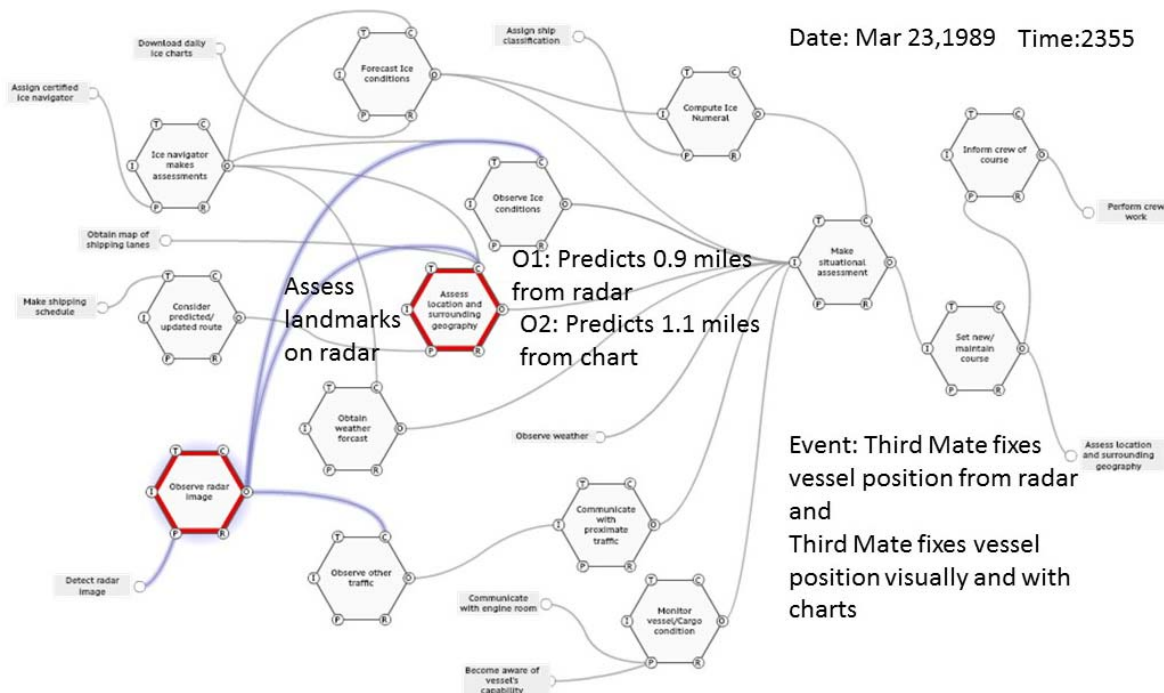 Date: Mar 23,1989 Time:2355
Download daily
ice charts
Assign certified
ice navigator
T C
I O
P R
Forecast Ice
conditions
Assign ship
classification
T C
I O
P R
Compute Ice
Numeral
T C
I O
P R
Ice navigator
makes
assessments
T C
I O
P R
Inform crew of
course
T C
I O
P R
Observe Ice
conditions
Perform crew
work
Obtain map of
shipping lanes
T C
I O
P R
Make
situational
assessment
Make shipping
schedule
T C
I O
P R
Consider
predicted/
updated route
Assess
landmarks
on radar
T C
I O
P R
Assess
location and
surrounding
geography
O1: Predicts 0.9 miles
from radar
O2: Predicts 1.1 miles
from chart
T C
I O
P R
Set new/
maintain
course
T C
I O
P R
Obtain
weather
forcast
Observe weather
Assess location
and surrounding
geography
T C
I O
P R
Observe radar
image
Event: Third Mate fixes
vessel position from radar
and
Third Mate fixes vessel
position visually and with
charts
T C
I O
P R
Communicate
with
proximate
traffic
Detect radar
image
T C
I O
P R
Observe other
traffic
Communicate
with engine room
T C
I O
P R
Monitor
vessel/Cargo
condition
Become aware of
vessel's
capability